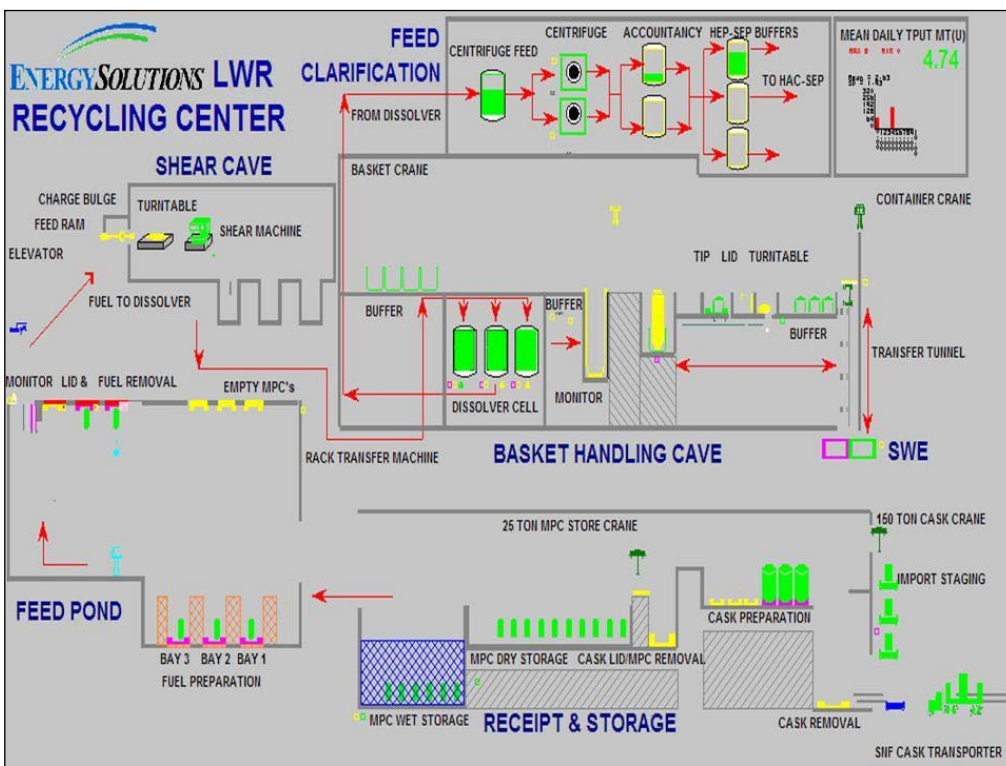 ENERGYSOLUTIONS LWR
RECYCLING CENTER
FEED
CLARIFICATION
CENTRIFUGE FEED
CENTRIFUGE
ACCOUNTANCY
HEP-SEP BUFFERS
FROM DISSOLVER
TO HAC-SEP
MEAN DAILY TPUT MT(U)
4.74
SHEAR CAVE
CHARGE BULGE
FEED RAM
ELEVATOR
TURNTABLE
SHEAR MACHINE
FUEL TO DISSOLVER
BASKET CRANE
CONTAINER CRANE
TIP LID TURNTABLE
BUFFER
BUFFER
BUFFER
TRANSFER TUNNEL
MONITOR LID & FUEL REMOVAL
EMPTY MPC's
DISSOLVER CELL
MONITOR
RACK TRANSFER MACHINE
BASKET HANDLING CAVE
SWE
25 TON MPC STORE CRANE
150 TON CASK CRANE
IMPORT STAGING
FEED POND
CASK PREPARATION
BAY 3 BAY 2 BAY 1
FUEL PREPARATION
MPC DRY STORAGE
CASK LID/MPC REMOVAL
MPC WET STORAGE
RECEIPT & STORAGE
CASK REMOVAL
SNF CASK TRANSPORTER